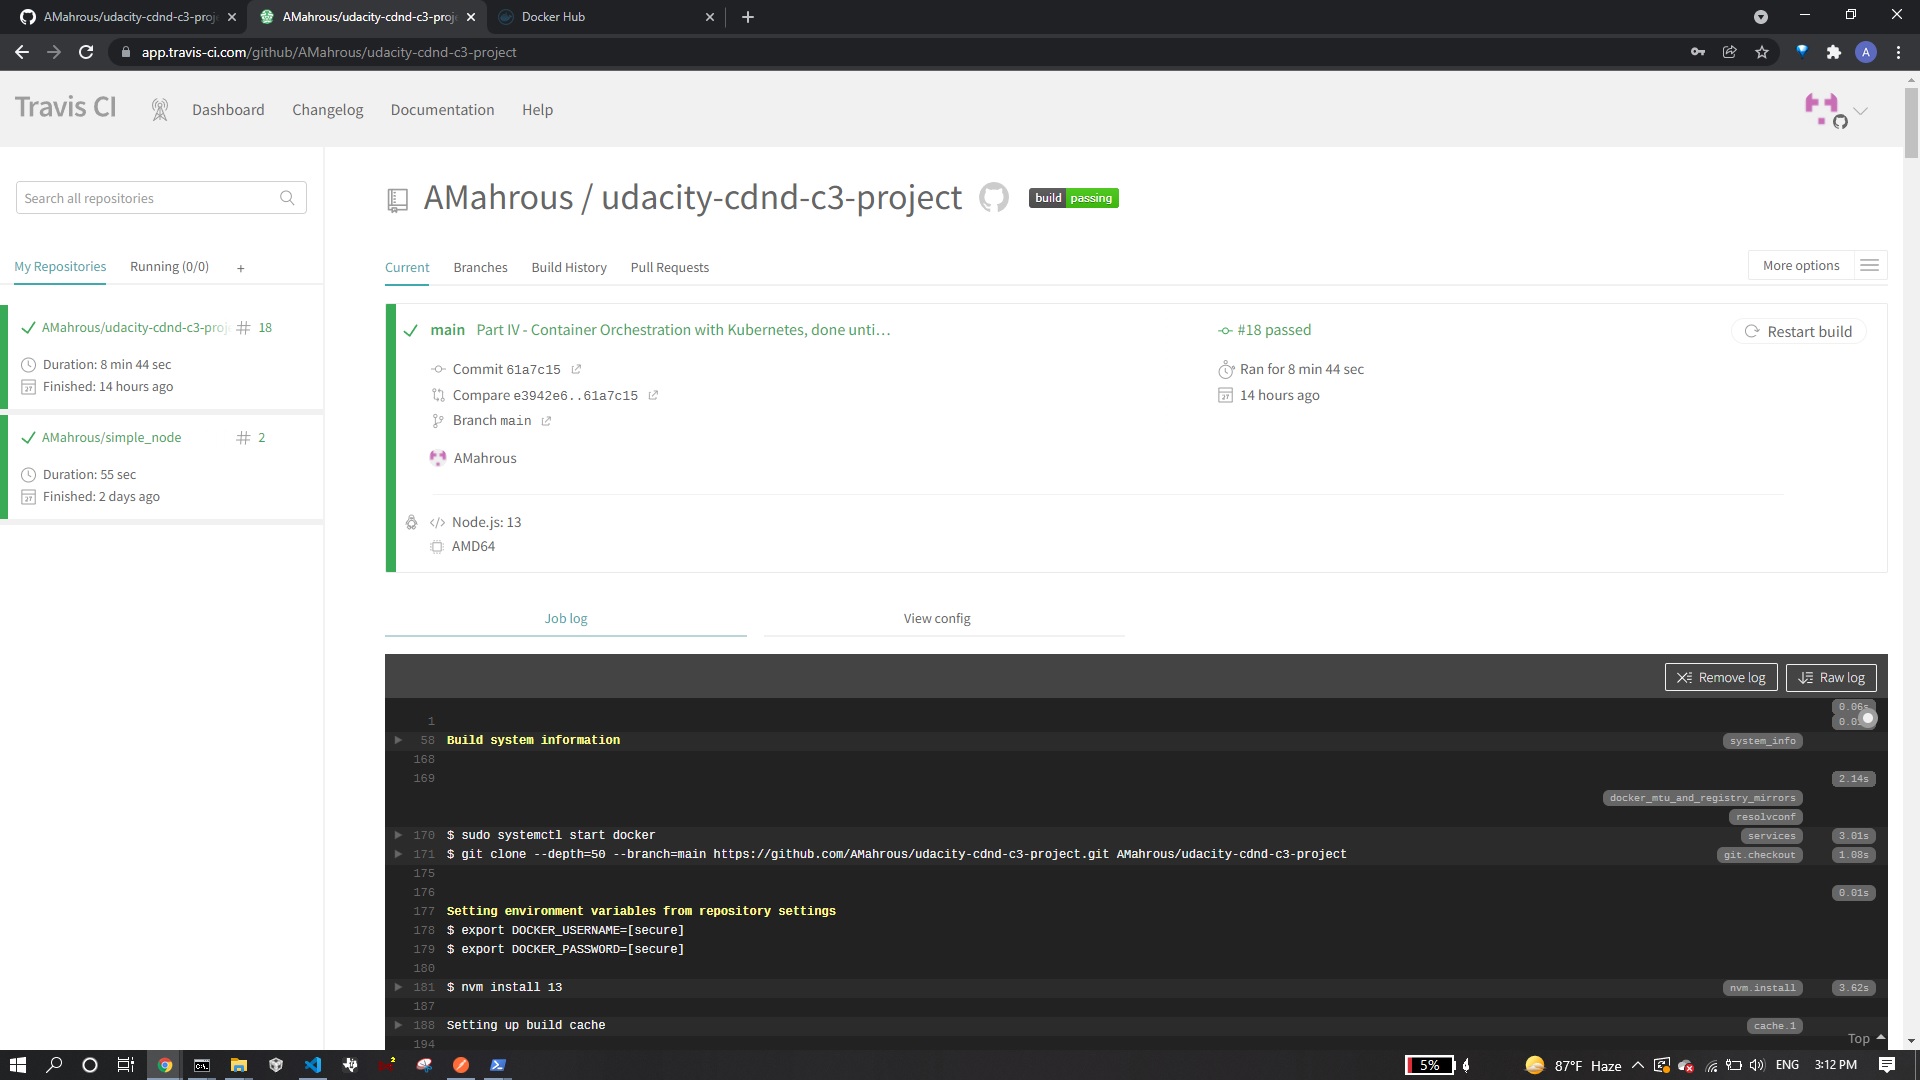 AMahrous/udacity-cdnd-c3-proj
AMahrous/udacity-cdnd-c3-proj
Docker Hub
app.travis-ci.com/github/AMahrous/udacity-cdnd-c3-project
A
Travis CI
Dashboard
Changelog
Documentation
Help
Search all repositories
AMahrous / udacity-cdnd-c3-project
build passing
My Repositories
Running (0/0)
+
Current
Branches
Build History
Pull Requests
More options
AMahrous/udacity-cdnd-c3-proj
# 18
Duration: 8 min 44 sec
Finished: 14 hours ago
AMahrous/simple_node
# 2
Duration: 55 sec
Finished: 2 days ago
main Part IV - Container Orchestration with Kubernetes, done unti…
#18 passed
Restart build
Commit 61a7c15
Ran for 8 min 44 sec
Compare e3942e6..61a7c15
14 hours ago
Branch main
AMahrous
</> Node.js: 13
AMD64
Job log
View config
Remove log
Raw log
0.06s
1
58 Build system information system_info
168
169 2.14s
docker_mtu_and_registry_mirrors
resolvconf
170 $ sudo systemctl start docker services 3.01s
171 $ git clone --depth=50 --branch=main https://github.com/AMahrous/udacity-cdnd-c3-project.git AMahrous/udacity-cdnd-c3-project git.checkout 1.08s
175
176 0.01s
177 Setting environment variables from repository settings
178 $ export DOCKER_USERNAME=[secure]
179 $ export DOCKER_PASSWORD=[secure]
180
181 $ nvm install 13 nvm.install 3.62s
187
188 Setting up build cache cache.1
194
Top
5%
87°F Haze
ENG
3:12 PM